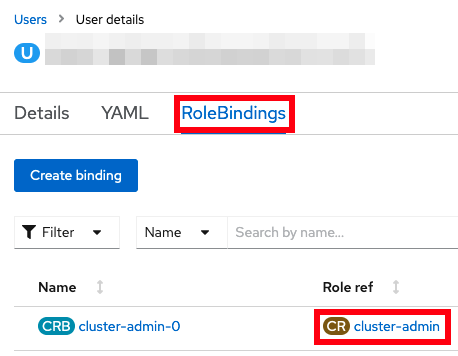 Users > User details
U
Details YAML RoleBindings
Create binding
Filter Name Search by name...
Name Role ref
CRB cluster-admin-0 CR cluster-admin